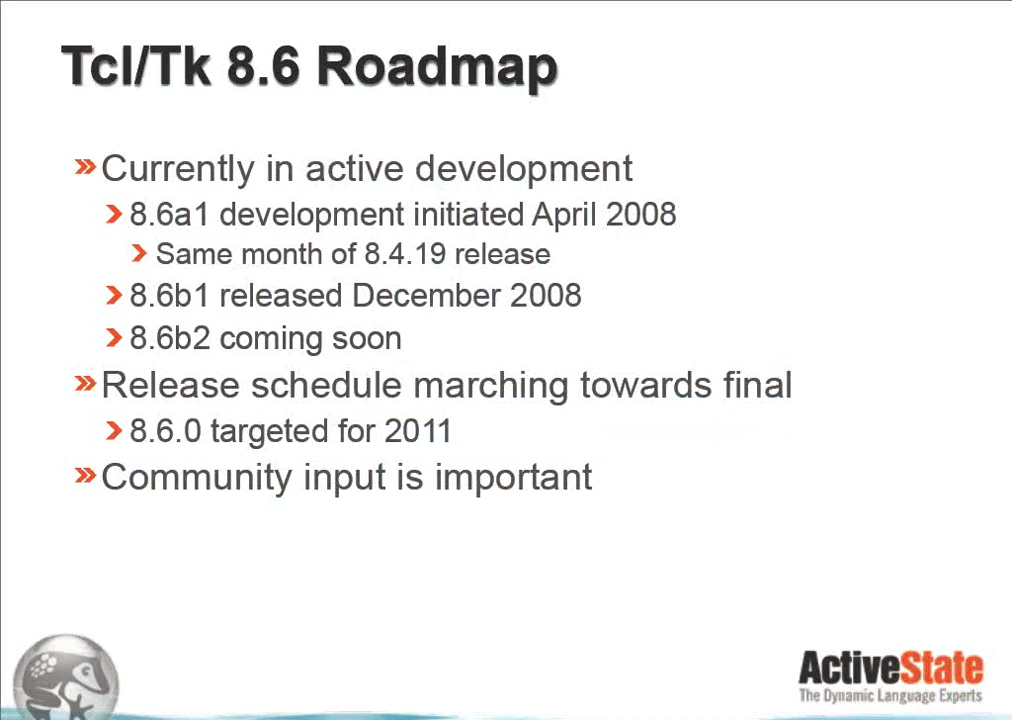 Tcl/Tk 8.6 Roadmap
Currently in active development
8.6a1 development initiated April 2008
Same month of 8.4.19 release
8.6b1 released December 2008
8.6b2 coming soon
Release schedule marching towards final
8.6.0 targeted for 2011
Community input is important
ActiveState
The Dynamic Language Experts